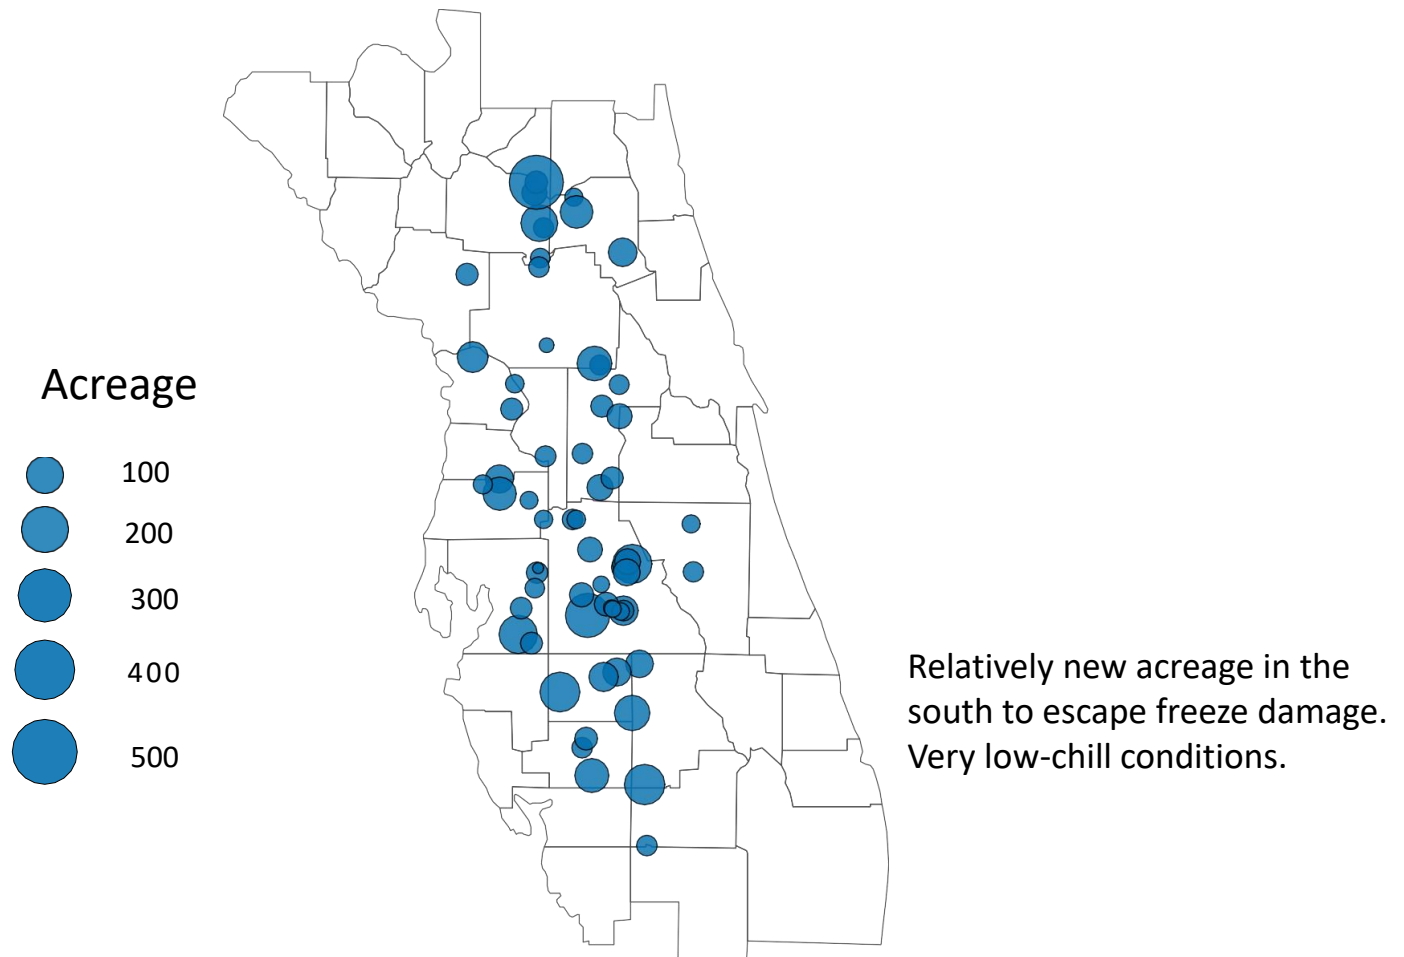 Acreage
100
200
300
400
500
Relatively new acreage in the
south to escape freeze damage.
Very low-chill conditions.